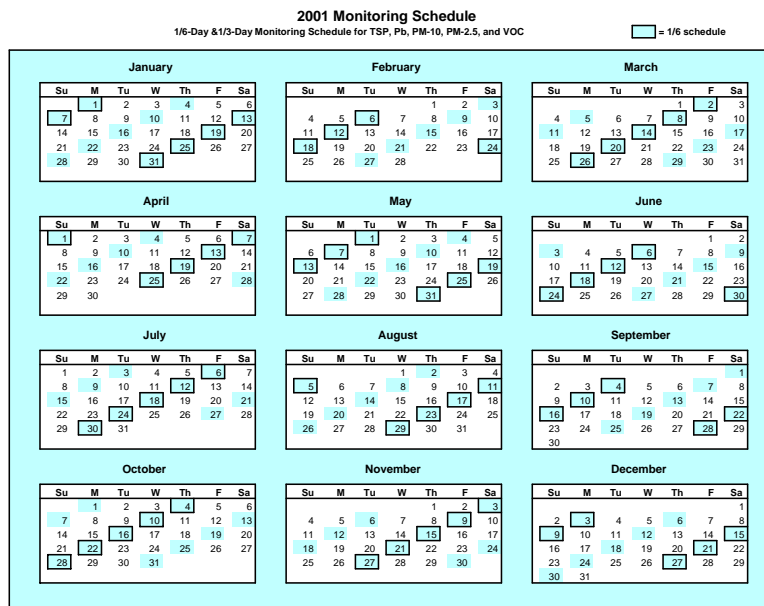 2001 Monitoring Schedule
1/6-Day &1/3-Day Monitoring Schedule for TSP, Pb, PM-10, PM-2.5, and VOC
= 1/6 schedule
January
Su M Tu W Th F Sa
1 2 3 4 5 6
7 8 9 10 11 12 13
14 15 16 17 18 19 20
21 22 23 24 25 26 27
28 29 30 31
February
Su M Tu W Th F Sa
1 2 3
4 5 6 7 8 9 10
11 12 13 14 15 16 17
18 19 20 21 22 23 24
25 26 27 28
March
Su M Tu W Th F Sa
1 2 3
4 5 6 7 8 9 10
11 12 13 14 15 16 17
18 19 20 21 22 23 24
25 26 27 28 29 30 31
April
Su M Tu W Th F Sa
1 2 3 4 5 6 7
8 9 10 11 12 13 14
15 16 17 18 19 20 21
22 23 24 25 26 27 28
29 30
May
Su M Tu W Th F Sa
1 2 3 4 5
6 7 8 9 10 11 12
13 14 15 16 17 18 19
20 21 22 23 24 25 26
27 28 29 30 31
June
Su M Tu W Th F Sa
1 2
3 4 5 6 7 8 9
10 11 12 13 14 15 16
17 18 19 20 21 22 23
24 25 26 27 28 29 30
July
Su M Tu W Th F Sa
1 2 3 4 5 6 7
8 9 10 11 12 13 14
15 16 17 18 19 20 21
22 23 24 25 26 27 28
29 30 31
August
Su M Tu W Th F Sa
1 2 3 4
5 6 7 8 9 10 11
12 13 14 15 16 17 18
19 20 21 22 23 24 25
26 27 28 29 30 31
September
Su M Tu W Th F Sa
1
2 3 4 5 6 7 8
9 10 11 12 13 14 15
16 17 18 19 20 21 22
23 24 25 26 27 28 29
30
October
Su M Tu W Th F Sa
1 2 3 4 5 6
7 8 9 10 11 12 13
14 15 16 17 18 19 20
21 22 23 24 25 26 27
28 29 30 31
November
Su M Tu W Th F Sa
1 2 3
4 5 6 7 8 9 10
11 12 13 14 15 16 17
18 19 20 21 22 23 24
25 26 27 28 29 30
December
Su M Tu W Th F Sa
1
2 3 4 5 6 7 8
9 10 11 12 13 14 15
16 17 18 19 20 21 22
23 24 25 26 27 28 29
30 31